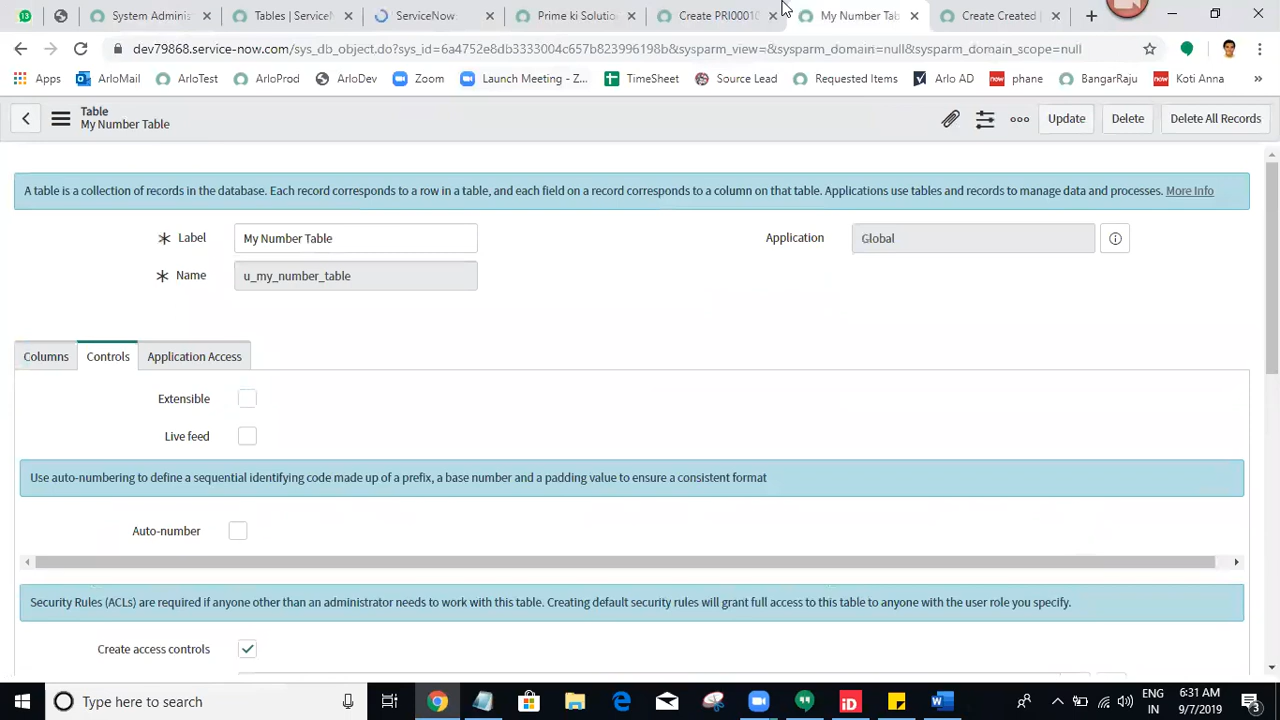 13 System Adminis Tables | ServiceN ServiceNow Prime ki Solutio Create PRI00010 My Number Tab Create Created |
dev79868.service-now.com/sys_db_object.do?sys_id=6a4752e8db3333004c657b823996198b&sysparm_view=&sysparm_domain=null&sysparm_domain_scope=null
Apps ArloMail ArloTest ArloProd ArloDev Zoom Launch Meeting - Z... TimeSheet Source Lead Requested Items Arlo AD now phane BangarRaju now Koti Anna »
Table
My Number Table
Update Delete Delete All Records
A table is a collection of records in the database. Each record corresponds to a row in a table, and each field on a record corresponds to a column on that table. Applications use tables and records to manage data and processes. More Info
Label My Number Table Application Global
Name u_my_number_table
Columns Controls Application Access
Extensible
Live feed
Use auto-numbering to define a sequential identifying code made up of a prefix, a base number and a padding value to ensure a consistent format
Auto-number
Security Rules (ACLs) are required if anyone other than an administrator needs to work with this table. Creating default security rules will grant full access to this table to anyone with the user role you specify.
Create access controls
Type here to search
ENG
IN
6:31 AM
9/7/2019
3